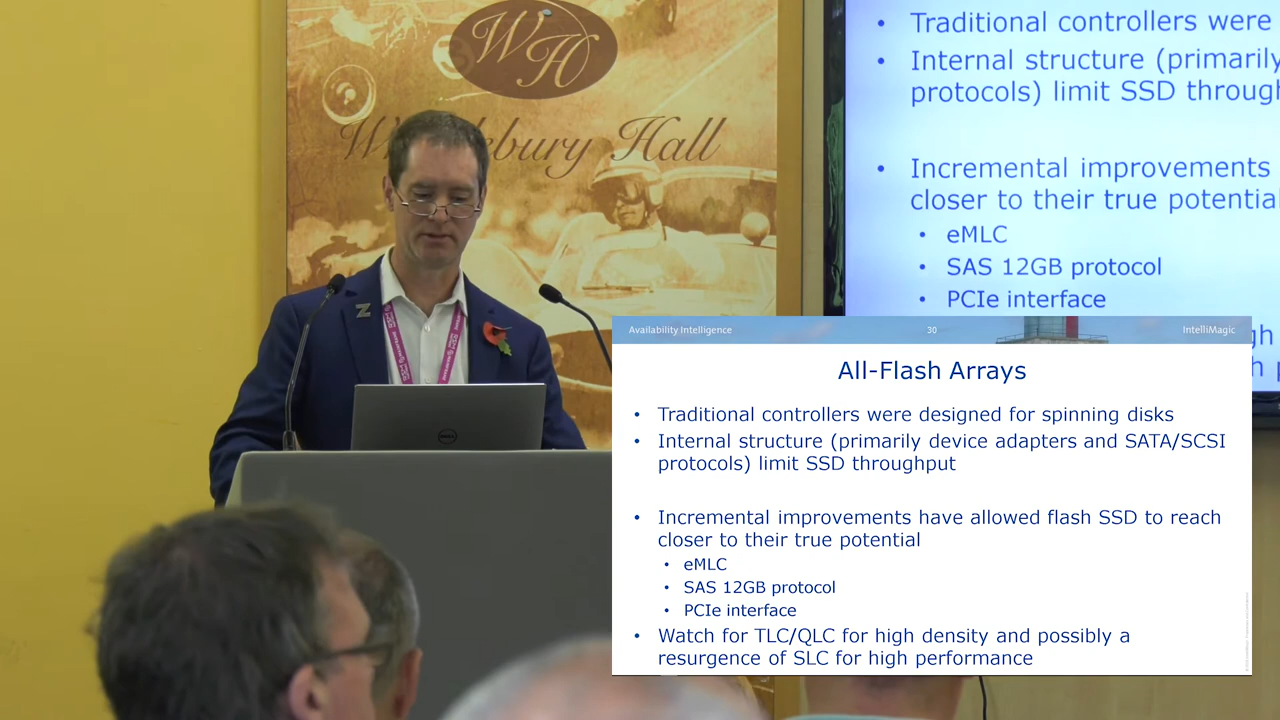 WH
Whittlebury Hall
Traditional controllers were
Internal structure (primarily
protocols) limit SSD through
Incremental improvements
closer to their true potential
• eMLC
• SAS 12GB protocol
• PCIe interface
DELL
Availability Intelligence
30
IntelliMagic
All-Flash Arrays
• Traditional controllers were designed for spinning disks
• Internal structure (primarily device adapters and SATA/SCSI
protocols) limit SSD throughput
• Incremental improvements have allowed flash SSD to reach
closer to their true potential
• eMLC
• SAS 12GB protocol
• PCIe interface
• Watch for TLC/QLC for high density and possibly a
resurgence of SLC for high performance